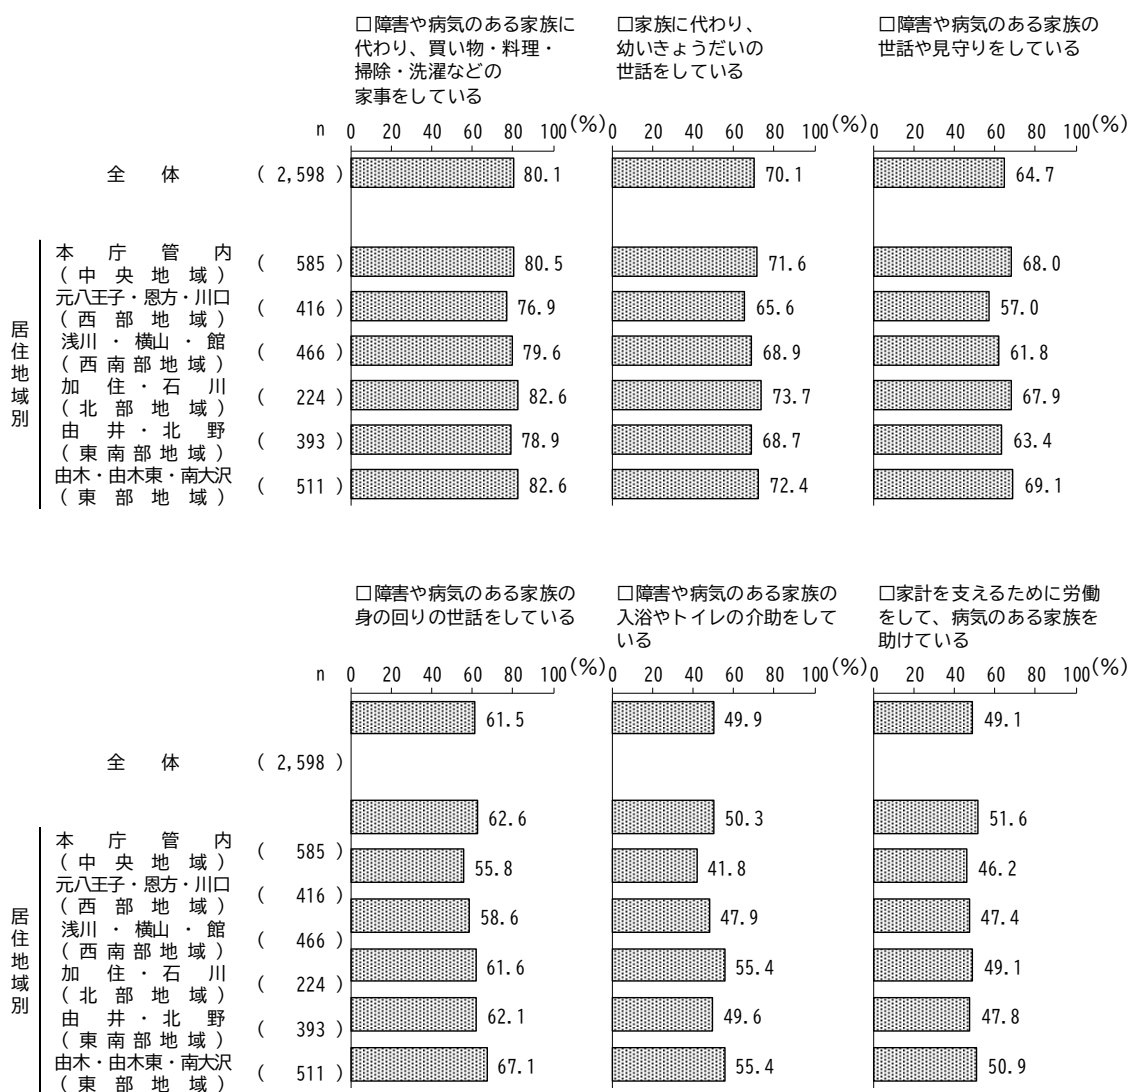 □障害や病気のある家族に
代わり、買い物・料理・
掃除・洗濯などの
家事をしている
□家族に代わり、
幼いきょうだいの
世話をしている
□障害や病気のある家族の
世話や見守りをしている
n 0 20 40 60 80 100(%) 0 20 40 60 80 100(%) 0 20 40 60 80 100(%)
全 体 ( 2,598 ) 80.1 70.1 64.7
居住地域別
本 庁 管 内
( 中 央 地 域 ) ( 585 ) 80.5 71.6 68.0
元八王子・恩方・川口
( 西 部 地 域 ) ( 416 ) 76.9 65.6 57.0
浅川 ・ 横山 ・ 館
( 西 南 部 地 域 ) ( 466 ) 79.6 68.9 61.8
加 住 ・ 石 川
( 北 部 地 域 ) ( 224 ) 82.6 73.7 67.9
由 井 ・ 北 野
( 東 南 部 地 域 ) ( 393 ) 78.9 68.7 63.4
由木・由木東・南大沢
( 東 部 地 域 ) ( 511 ) 82.6 72.4 69.1
□障害や病気のある家族の
身の回りの世話をしている
□障害や病気のある家族の
入浴やトイレの介助をして
いる
□家計を支えるために労働
をして、病気のある家族を
助けている
n 0 20 40 60 80 100(%) 0 20 40 60 80 100(%) 0 20 40 60 80 100(%)
61.5 49.9 49.1
全 体 ( 2,598 )
居住地域別
62.6 50.3 51.6
本 庁 管 内
( 中 央 地 域 ) ( 585 )
55.8 41.8 46.2
元八王子・恩方・川口
( 西 部 地 域 ) ( 416 )
58.6 47.9 47.4
浅川 ・ 横山 ・ 館
( 西 南 部 地 域 ) ( 466 )
61.6 55.4 49.1
加 住 ・ 石 川
( 北 部 地 域 ) ( 224 )
62.1 49.6 47.8
由 井 ・ 北 野
( 東 南 部 地 域 ) ( 393 )
67.1 55.4 50.9
由木・由木東・南大沢
( 東 部 地 域 ) ( 511 )